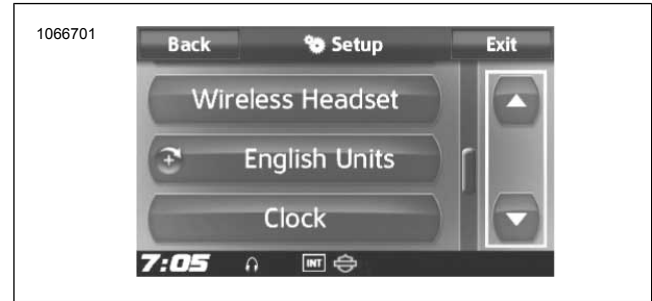 1066701
Back Setup Exit
Wireless Headset
English Units
Clock
7:05 INT